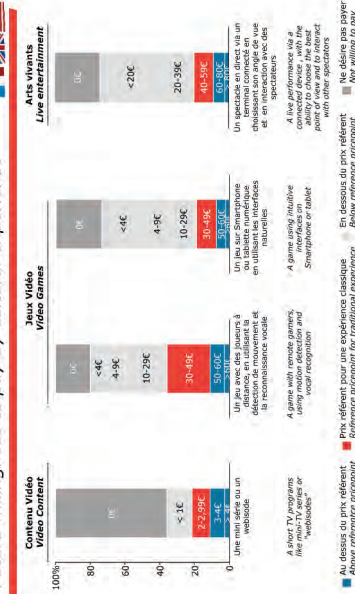 Contenu Vidéo
Video Content
Jeux Vidéo
Video Games
Arts vivants
Live entertainment
100%
80
60
40
20
0
0€
< 1€
2-2.99€
3-4€
> 4€
0€
<4€
4-9€
10-29€
30-49€
50-60€
0€
<4€
4-9€
10-29€
30-49€
50-60€
0€
<20€
20-39€
40-59€
60-80€
Une mini série ou un
webisode
A short TV programs
like mini-TV series or
"webisodes"
Un jeu avec des joueurs à
distance, en utilisant la
détection de mouvement et
la reconnaissance vocale
A game with remote gamers,
using motion detection and
vocal recognition
Un jeu sur Smartphone
ou tablette numérique
en utilisant les interfaces
naturelles
A game using intuitive
interfaces on
Smartphone or tablet
Un spectacle en direct via un
terminal connecté en
choisissant son angle de vue
et en interaction avec des
spectateurs
A live performance via a
connected device , with the
ability to choose the best
point of view and to interact
with other spectators
Au dessus du prix référent
Above reference pricepoint
Prix référent pour une expérience classique
Reference pricepoint for traditional experience
En dessous du prix référent
Below reference pricepoint
Ne désire pas payer
Not willing to pay